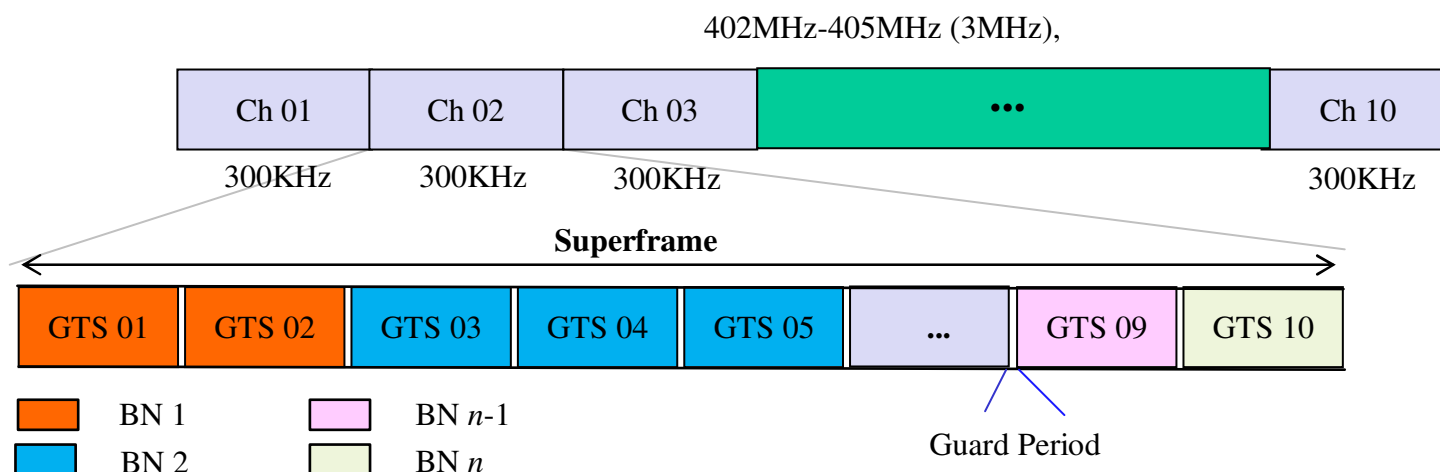 402MHz-405MHz (3MHz),
Ch 01 Ch 02 Ch 03 ... Ch 10
300KHz 300KHz 300KHz 300KHz
Superframe
GTS 01 GTS 02 GTS 03 GTS 04 GTS 05 ... GTS 09 GTS 10
BN 1 BN n-1
Guard Period
BN 2 BN n